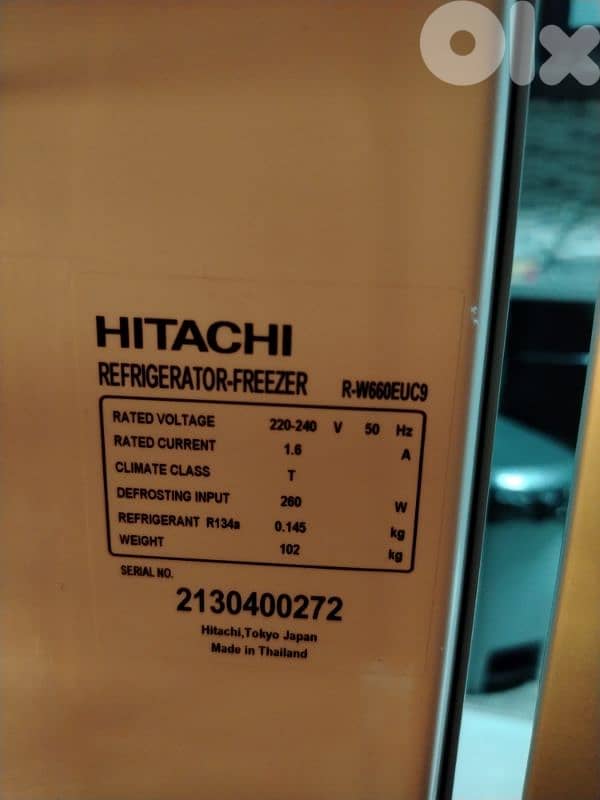 olx
HITACHI
REFRIGERATOR-FREEZER R-W660EUC9
RATED VOLTAGE 220-240 V 50 Hz
RATED CURRENT 1.6 A
CLIMATE CLASS T
DEFROSTING INPUT 260 W
REFRIGERANT R134a 0.145 kg
WEIGHT 102 kg
SERIAL NO.
2130400272
Hitachi,Tokyo Japan
Made in Thailand